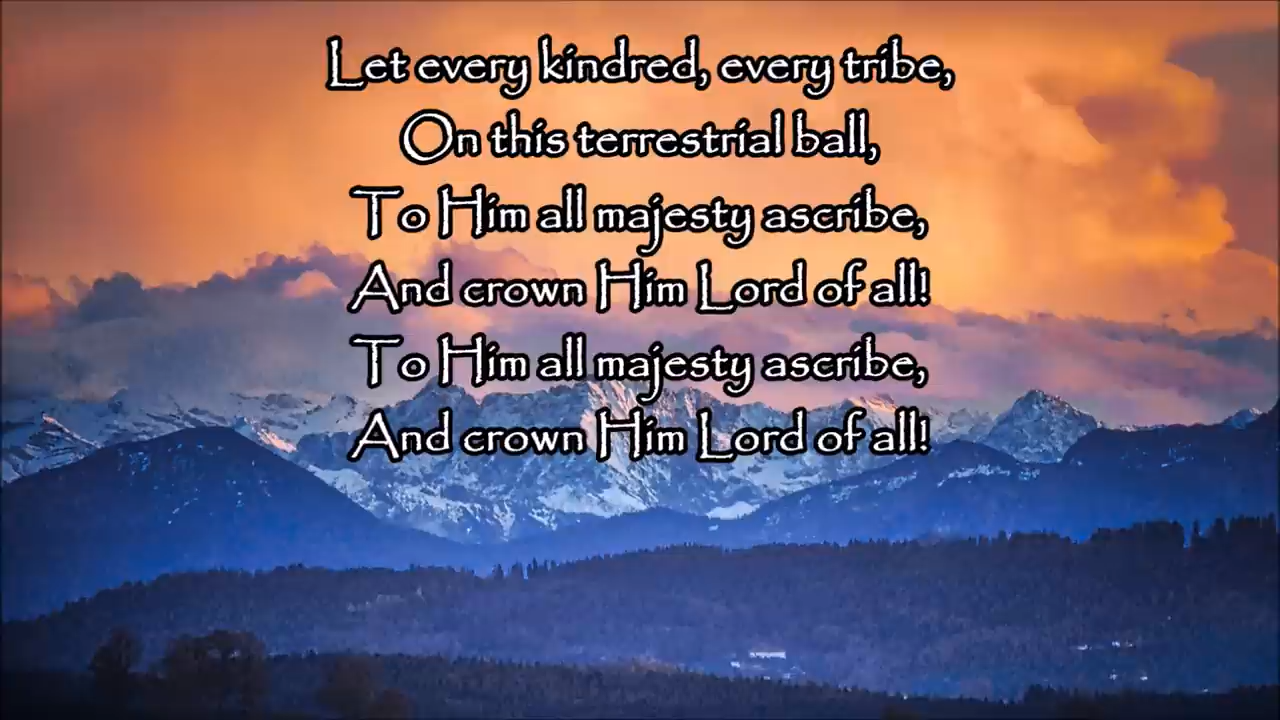 Let every kindred, every tribe,
On this terrestrial ball,
To Him all majesty ascribe,
And crown Him Lord of all!
To Him all majesty ascribe,
And crown Him Lord of all!